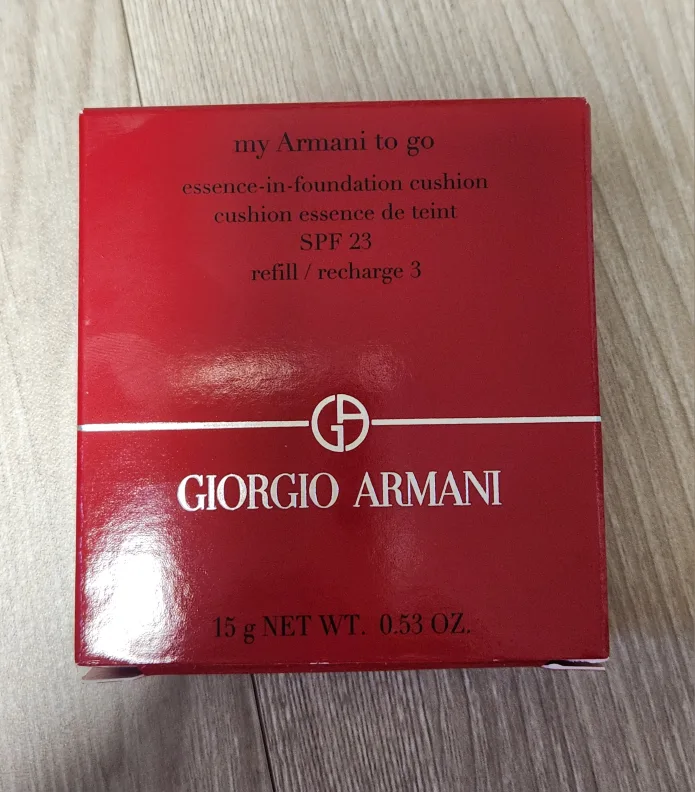 my Armani to go
essence-in-foundation cushion
cushion essence de teint
SPF 23
refill / recharge 3
GA
GIORGIO ARMANI
15 g NET WT. 0.53 OZ.